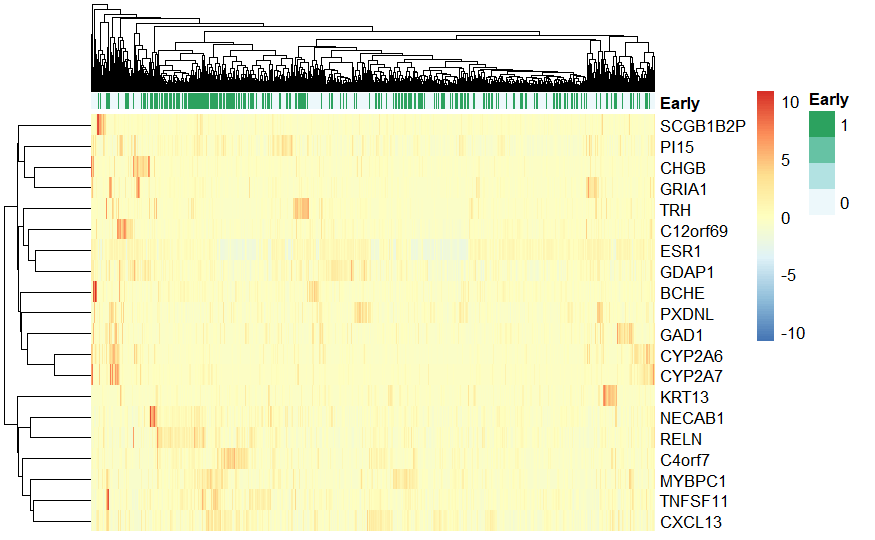 Early
SCGB1B2P
PI15
CHGB
GRIA1
TRH
C12orf69
ESR1
GDAP1
BCHE
PXDNL
GAD1
CYP2A6
CYP2A7
KRT13
NECAB1
RELN
C4orf7
MYBPC1
TNFSF11
CXCL13
10
5
0
-5
-10
Early
1
0